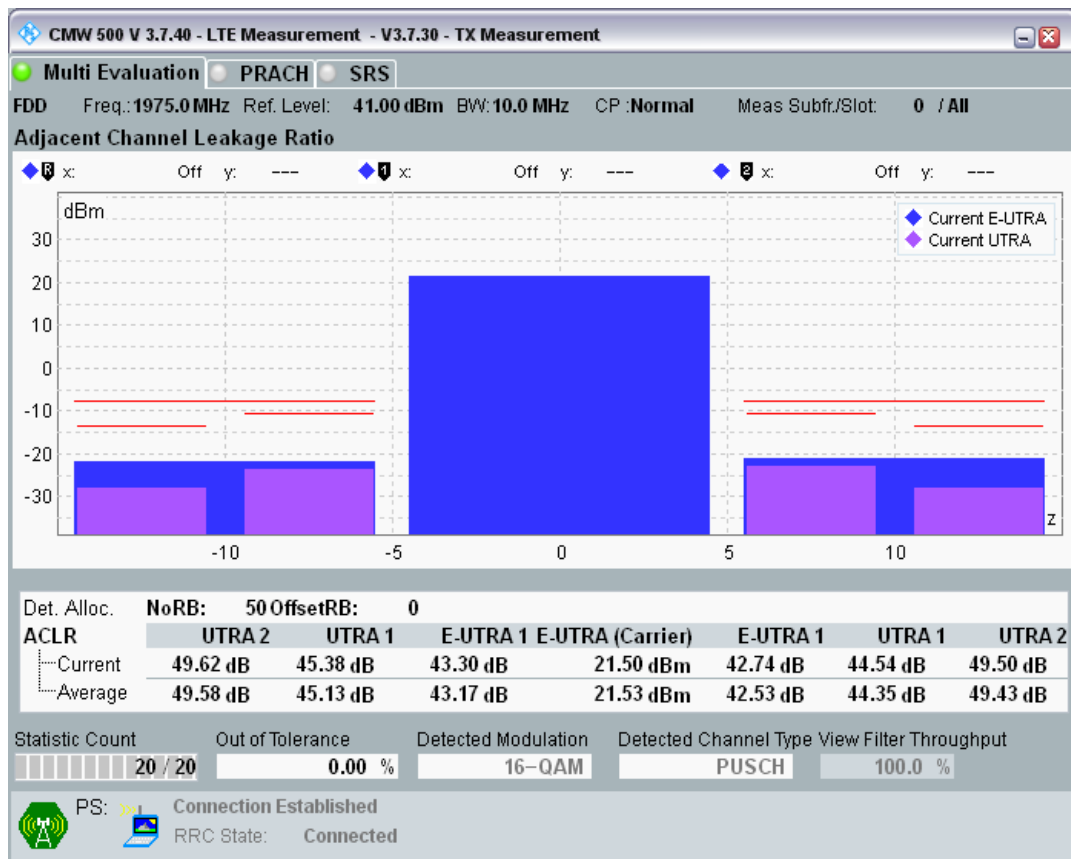 CMW 500 V 3.7.40 - LTE Measurement - V3.7.30 - TX Measurement
Multi Evaluation PRACH SRS
FDD Freq.:1975.0 MHz Ref. Level: 41.00 dBm BW:10.0 MHz CP :Normal Meas Subfr./Slot: 0 / All
Adjacent Channel Leakage Ratio
R x: Off y: --- 1 x: Off y: --- 2 x: Off y: ---
dBm
Current E-UTRA
Current UTRA
30
20
10
0
-10
-20
-30
z
-10 -5 0 5 10
Det. Alloc. NoRB: 50 OffsetRB: 0
ACLR UTRA 2 UTRA 1 E-UTRA 1 E-UTRA (Carrier) E-UTRA 1 UTRA 1 UTRA 2
Current 49.62 dB 45.38 dB 43.30 dB 21.50 dBm 42.74 dB 44.54 dB 49.50 dB
Average 49.58 dB 45.13 dB 43.17 dB 21.53 dBm 42.53 dB 44.35 dB 49.43 dB
Statistic Count Out of Tolerance Detected Modulation Detected Channel Type View Filter Throughput
20 / 20 0.00 % 16-QAM PUSCH 100.0 %
PS: Connection Established
RRC State: Connected